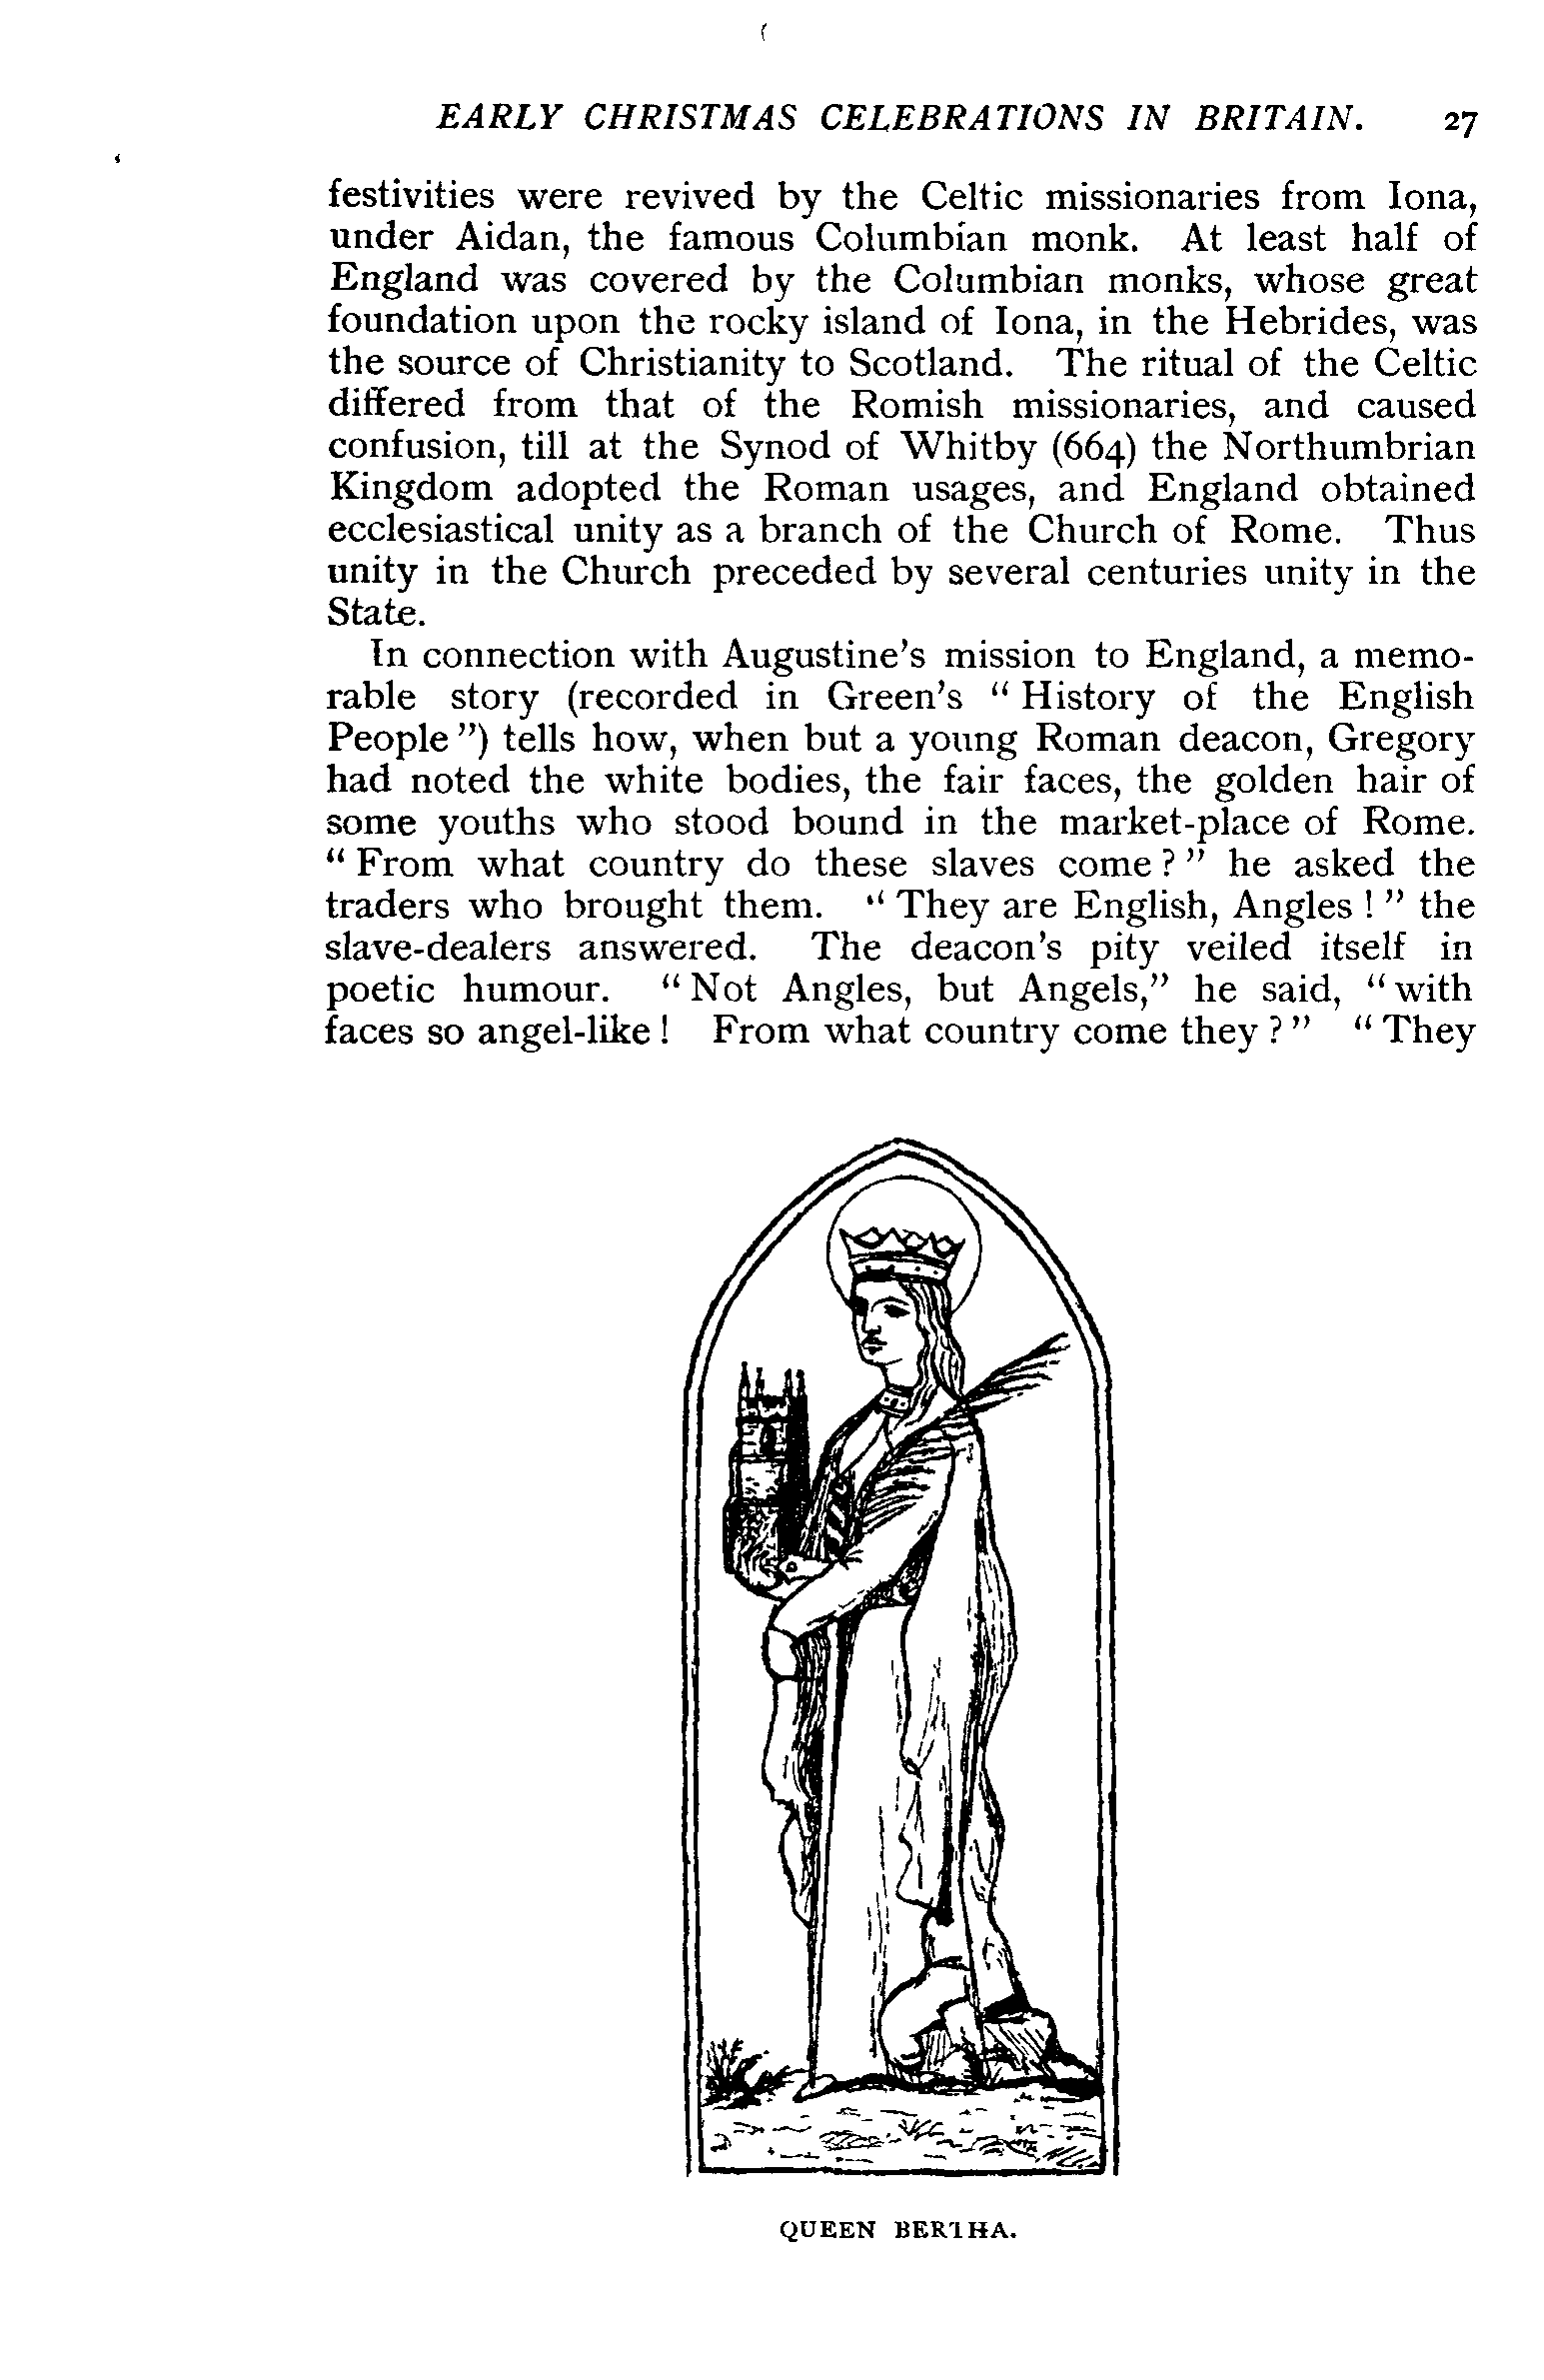 EARLY CHRISTMAS CELEBRATIONS IN BRITAIN. 27
festivities were revived by the Celtic missionaries from Iona,
under Aidan, the famous Columbian monk. At least half of
England was covered by the Columbian monks, whose great
foundation upon the rocky island of Iona, in the Hebrides, was
the source of Christianity to Scotland. The ritual of the Celtic
differed from that of the Romish missionaries, and caused
confusion, till at the Synod of Whitby (664) the Northumbrian
Kingdom adopted the Roman usages, and England obtained
ecclesiastical unity as a branch of the Church of Rome. Thus
unity in the Church preceded by several centuries unity in the
State.
In connection with Augustine's mission to England, a memo-
rable story (recorded in Green's “ History of the English
People ”) tells how, when but a young Roman deacon, Gregory
had noted the white bodies, the fair faces, the golden hair of
some youths who stood bound in the market-place of Rome.
“ From what country do these slaves come ? ” he asked the
traders who brought them. “ They are English, Angles ! ” the
slave-dealers answered. The deacon's pity veiled itself in
poetic humour. “ Not Angles, but Angels,” he said, “ with
faces so angel-like ! From what country come they ? ” “ They
QUEEN BERTHA.